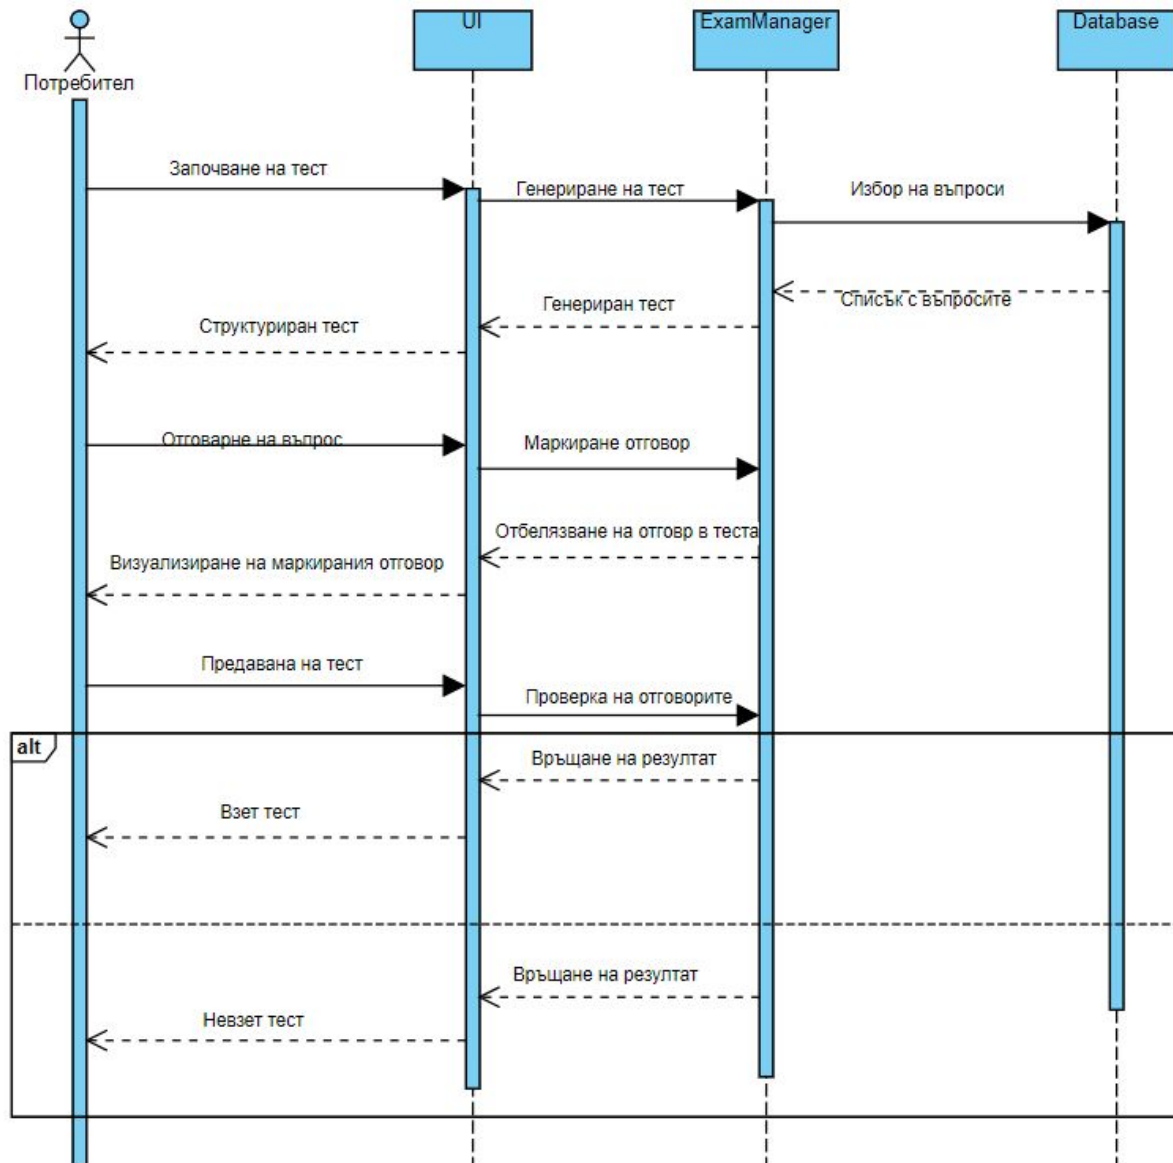 UI
ExamManager
Database
Потребител
Започване на тест
Генериране на тест
Избор на въпроси
Списък с въпросите
Генериран тест
Структуриран тест
Отговарне на въпрос
Маркиране отговор
Отбелязване на отговр в теста
Визуализиране на маркирания отговор
Предавана на тест
Проверка на отговорите
alt
Връщане на резултат
Взет тест
Връщане на резултат
Невзет тест